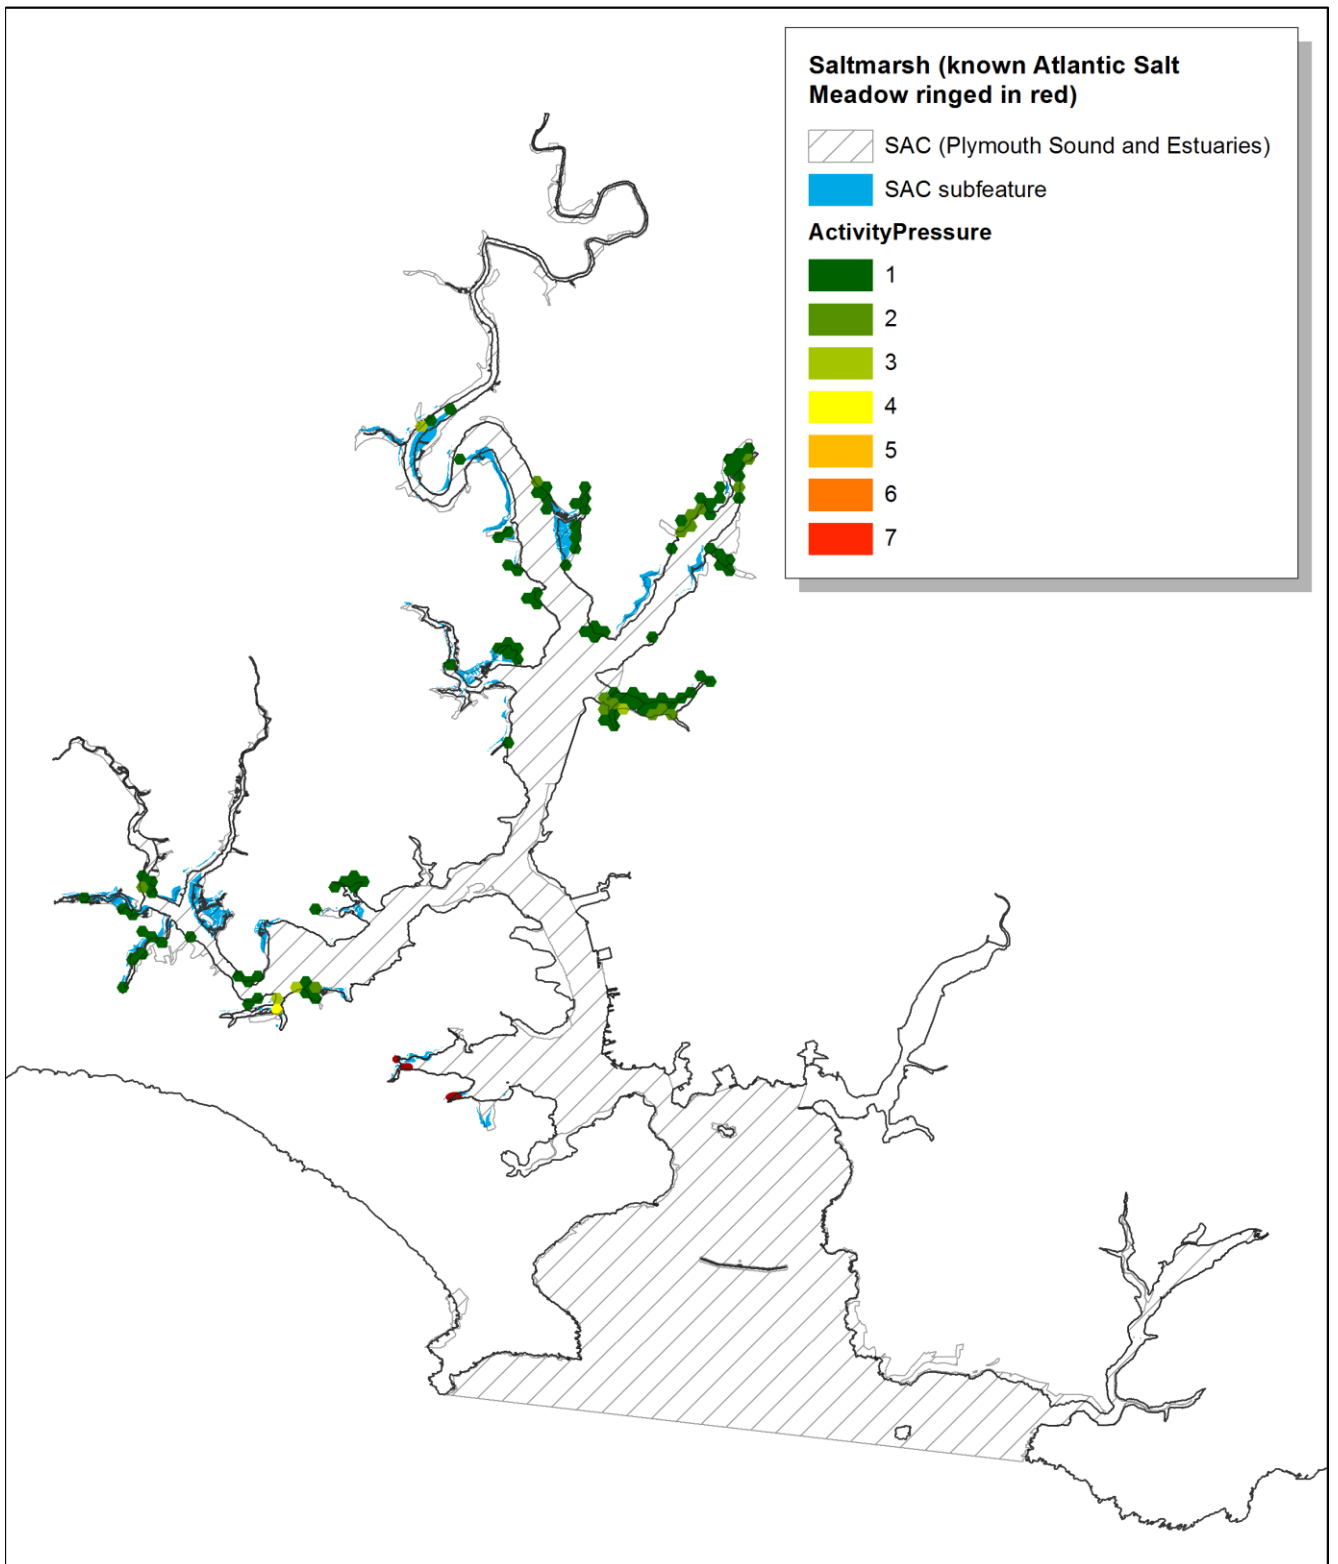 Saltmarsh (known Atlantic Salt
Meadow ringed in red)
SAC (Plymouth Sound and Estuaries)
SAC subfeature
ActivityPressure
1
2
3
4
5
6
7